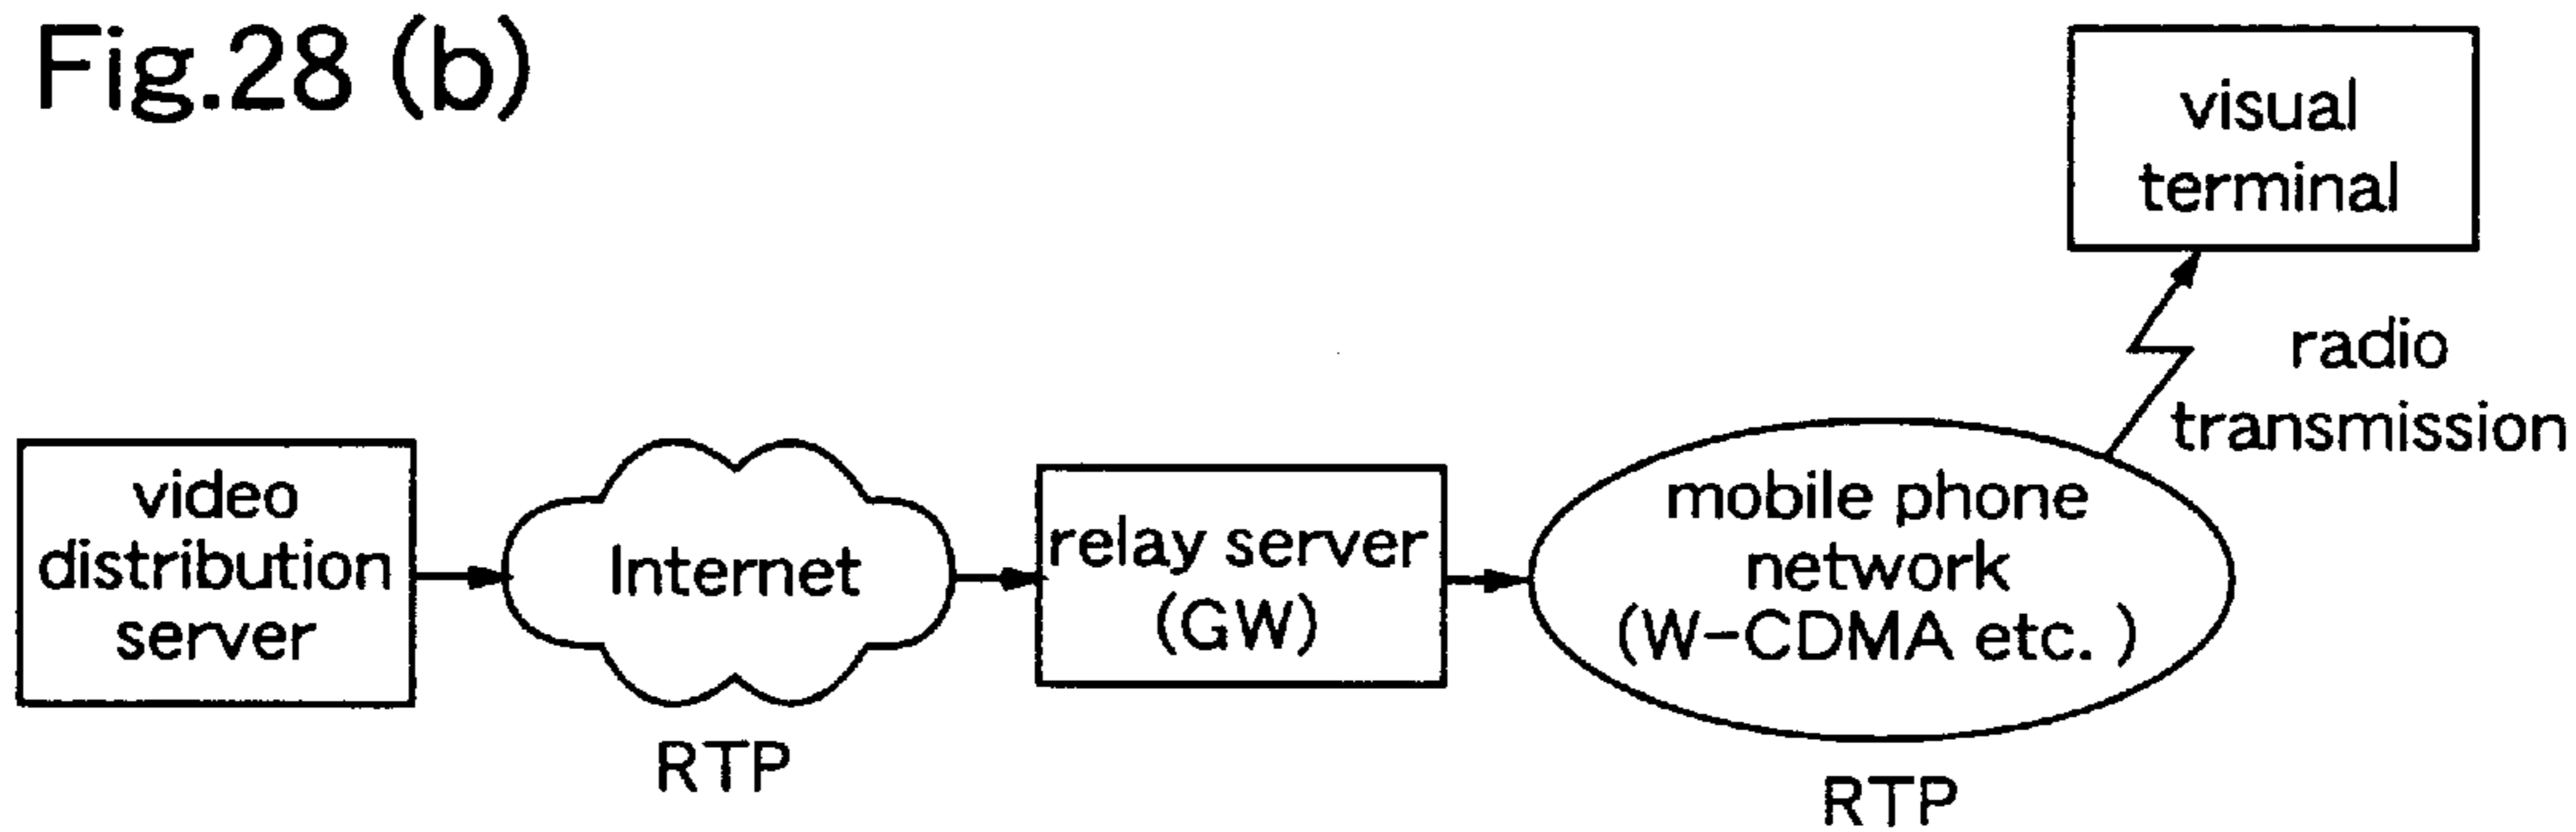 Fig.28 (b)
visual
terminal
radio
transmission
video
distribution
server
Internet
RTP
relay server
(GW)
mobile phone
network
(W-CDMA etc. )
RTP